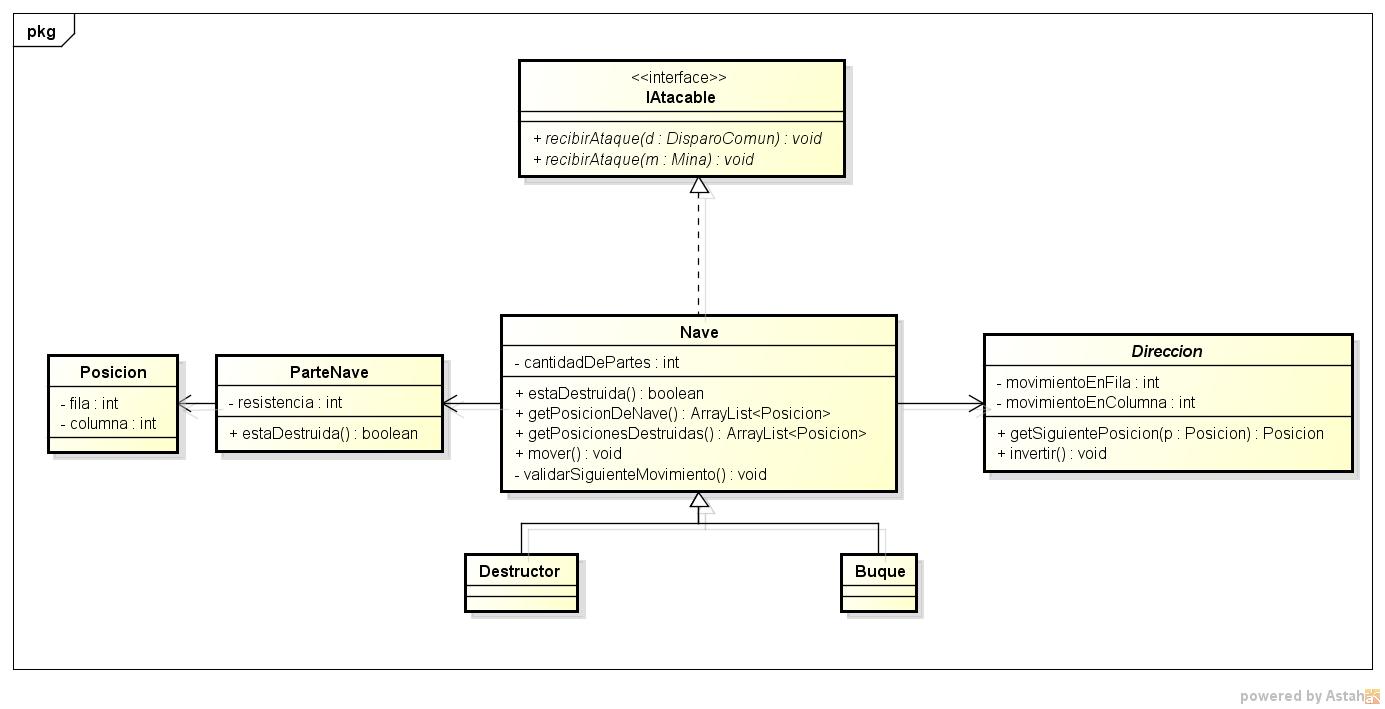 pkg
<<interface>>
IAtacable
+ recibirAtaque(d : DisparoComun) : void
+ recibirAtaque(m : Mina) : void
Posicion
- fila : int
- columna : int
ParteNave
- resistencia : int
+ estaDestruida() : boolean
Nave
- cantidadDePartes : int
+ estaDestruida() : boolean
+ getPosicionDeNave() : ArrayList<Posicion>
+ getPosicionesDestruidas() : ArrayList<Posicion>
+ mover() : void
- validarSiguienteMovimiento() : void
Direccion
- movimientoEnFila : int
- movimientoEnColumna : int
+ getSiguientePosicion(p : Posicion) : Posicion
+ invertir() : void
Destructor
Buque
powered by Astah